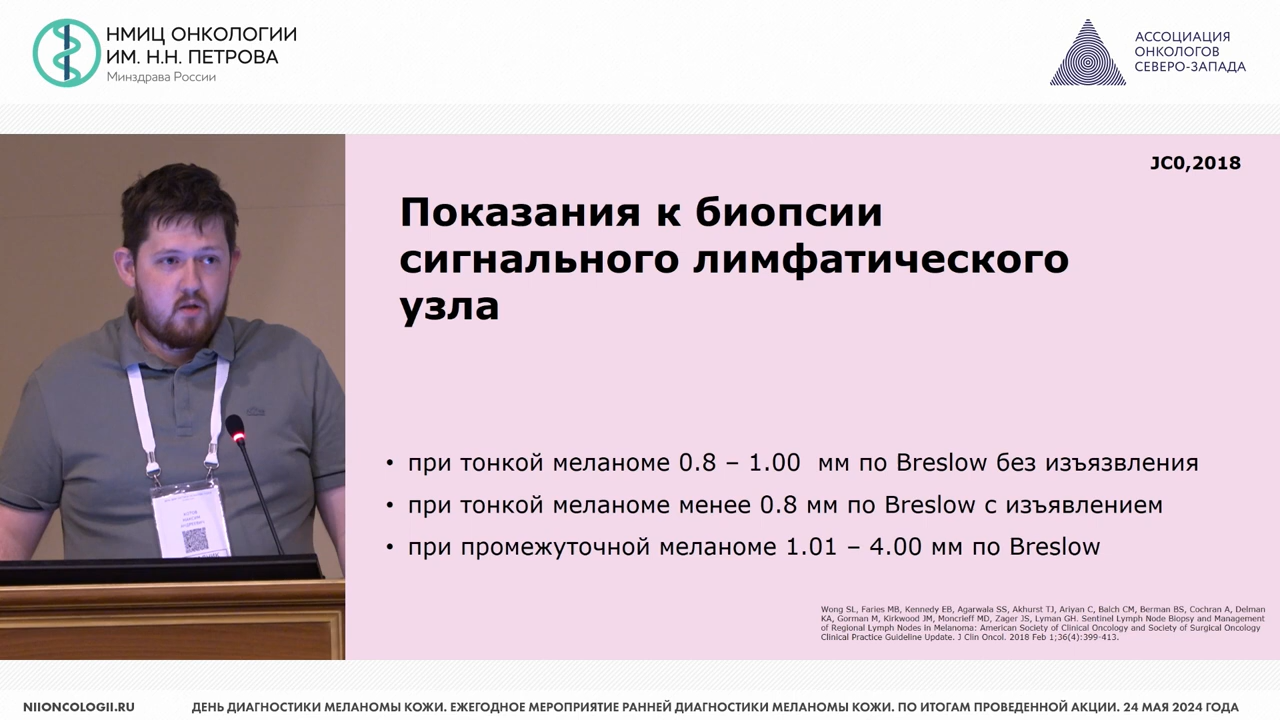 НМИЦ ОНКОЛОГИИ
ИМ. Н.Н. ПЕТРОВА
Минздрава России
АССОЦИАЦИЯ
ОНКОЛОГОВ
СЕВЕРО-ЗАПАДА
JC0,2018
Показания к биопсии
сигнального лимфатического
узла
• при тонкой меланоме 0.8 – 1.00 мм по Breslow без изъязвления
• при тонкой меланоме менее 0.8 мм по Breslow с изъявлением
• при промежуточной меланоме 1.01 – 4.00 мм по Breslow
Wong SL, Faries MB, Kennedy EB, Agarwala SS, Akhurst TJ, Ariyan C, Balch CM, Berman BS, Cochran A, Delman
KA, Gorman M, Kirkwood JM, Moncrieff MD, Zager JS, Lyman GH. Sentinel Lymph Node Biopsy and Management
of Regional Lymph Nodes in Melanoma: American Society of Clinical Oncology and Society of Surgical Oncology
Clinical Practice Guideline Update. J Clin Oncol. 2018 Feb 1;36(4):399-413.
NIIONCOLOGII.RU
ДЕНЬ ДИАГНОСТИКИ МЕЛАНОМЫ КОЖИ. ЕЖЕГОДНОЕ МЕРОПРИЯТИЕ РАННЕЙ ДИАГНОСТИКИ МЕЛАНОМЫ КОЖИ. ПО ИТОГАМ ПРОВЕДЕННОЙ АКЦИИ. 24 МАЯ 2024 ГОДА